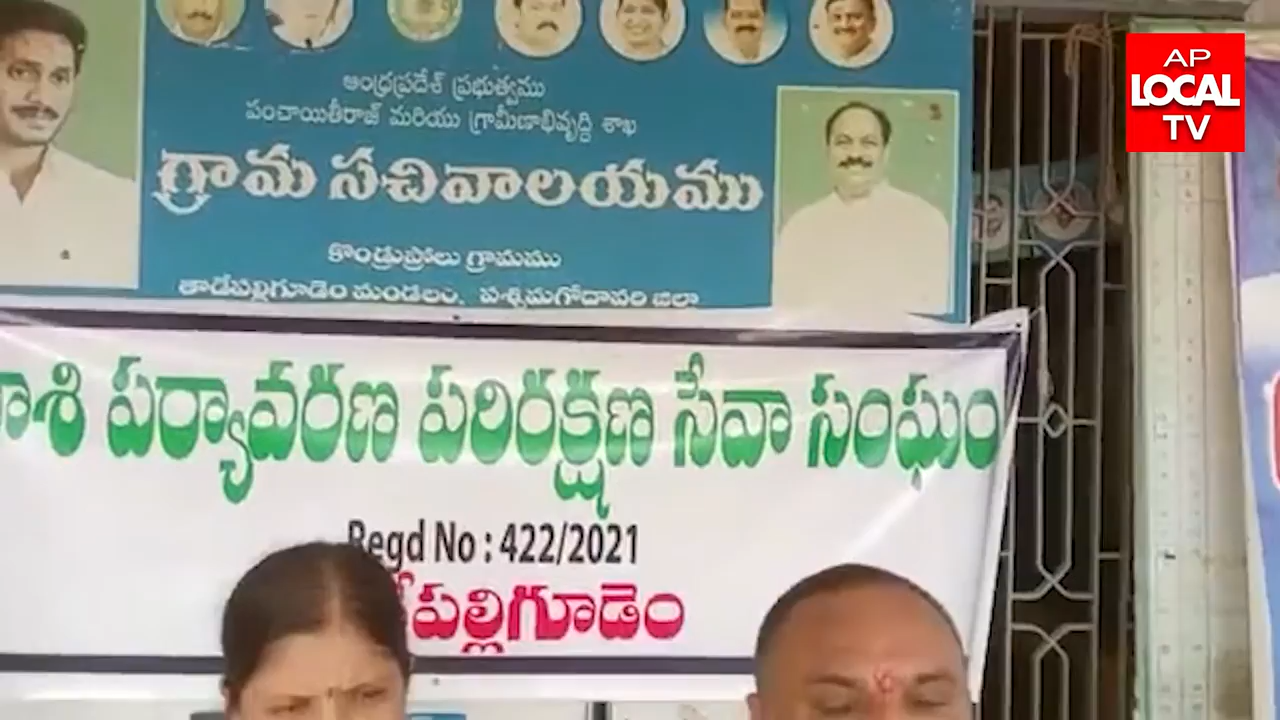 AP
LOCAL
TV
ఆంధ్రప్రదేశ్ ప్రభుత్వము
పంచాయితీరాజ్ మరియు గ్రామీణాభివృద్ధి శాఖ
గ్రామ సచివాలయము
కొండ్రుప్రోలు గ్రామము
తాడేపల్లిగూడెం మండలం, పశ్చిమగోదావరి జిల్లా
పర్యావరణ పరిరక్షణ సేవా సంఘం
Regd No : 422/2021
పల్లిగూడెం